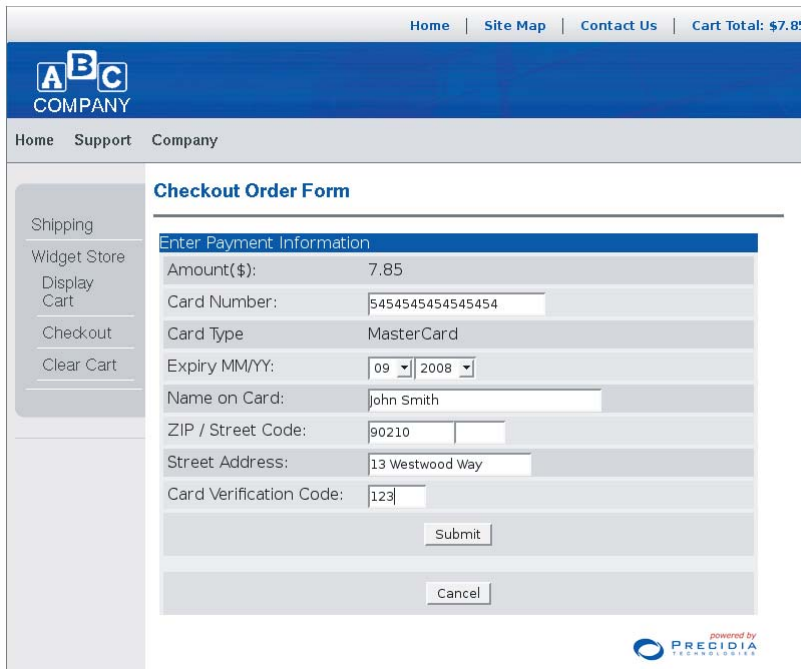 Home | Site Map | Contact Us | Cart Total: $7.85
ABC
COMPANY
Home Support Company
Shipping
Widget Store
Display
Cart
Checkout
Clear Cart
Checkout Order Form
Enter Payment Information
Amount($): 7.85
Card Number: 5454545454545454
Card Type MasterCard
Expiry MM/YY: 09 2008
Name on Card: John Smith
ZIP / Street Code: 90210
Street Address: 13 Westwood Way
Card Verification Code: 123
Submit
Cancel
powered by
PRECIDIA
TECHNOLOGIES